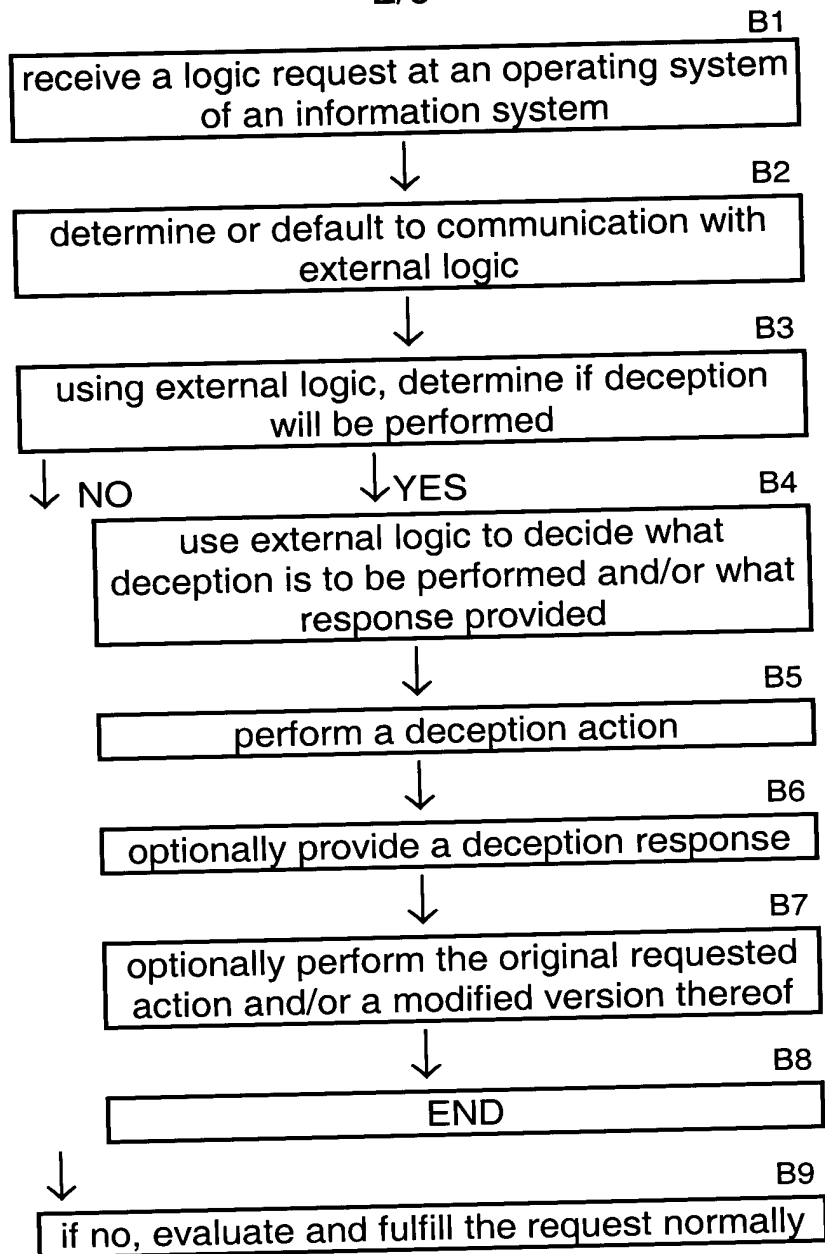 B1
receive a logic request at an operating system
of an information system
B2
determine or default to communication with
external logic
B3
using external logic, determine if deception
will be performed
NO
YES
B4
use external logic to decide what
deception is to be performed and/or what
response provided
B5
perform a deception action
B6
optionally provide a deception response
B7
optionally perform the original requested
action and/or a modified version thereof
B8
END
B9
if no, evaluate and fulfill the request normally